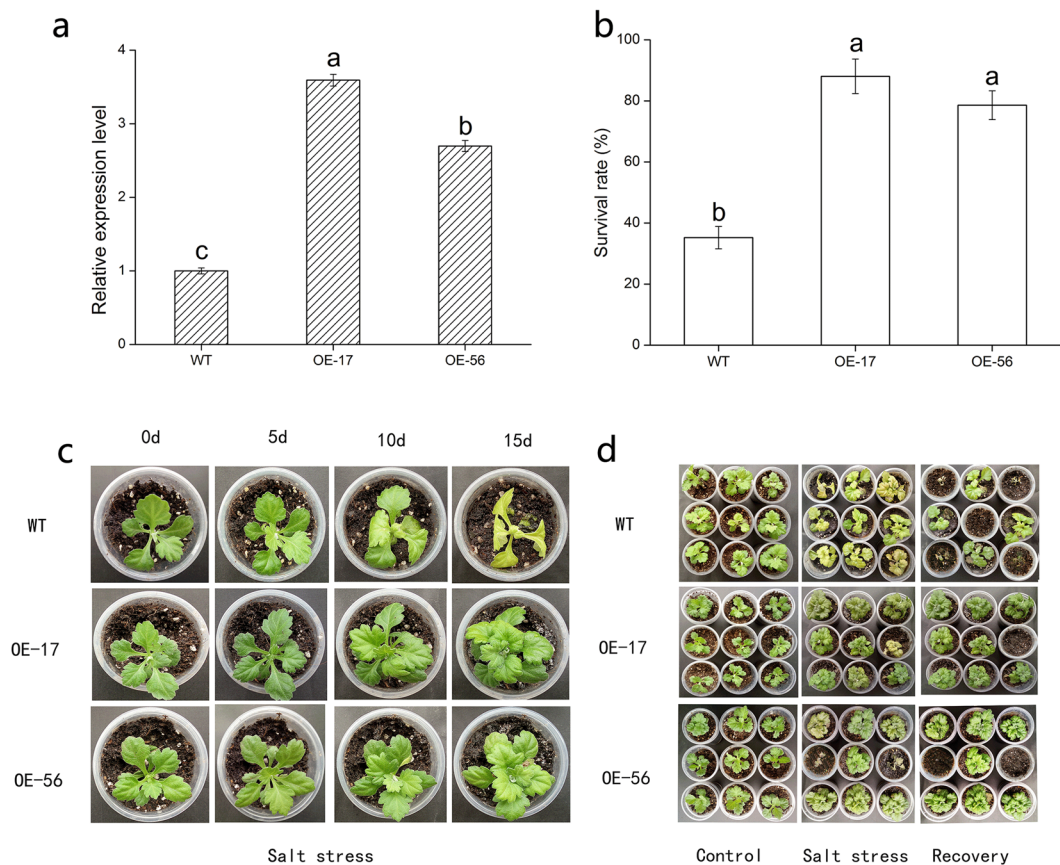 a
Relative expression level
4
3
2
1
0
c
a
b
WT
OE-17
OE-56
b
Survival rate (%)
100
80
60
40
20
0
b
a
a
WT
OE-17
OE-56
c
0d 5d 10d 15d
WT
OE-17
OE-56
Salt stress
d
WT
OE-17
OE-56
Control Salt stress Recovery